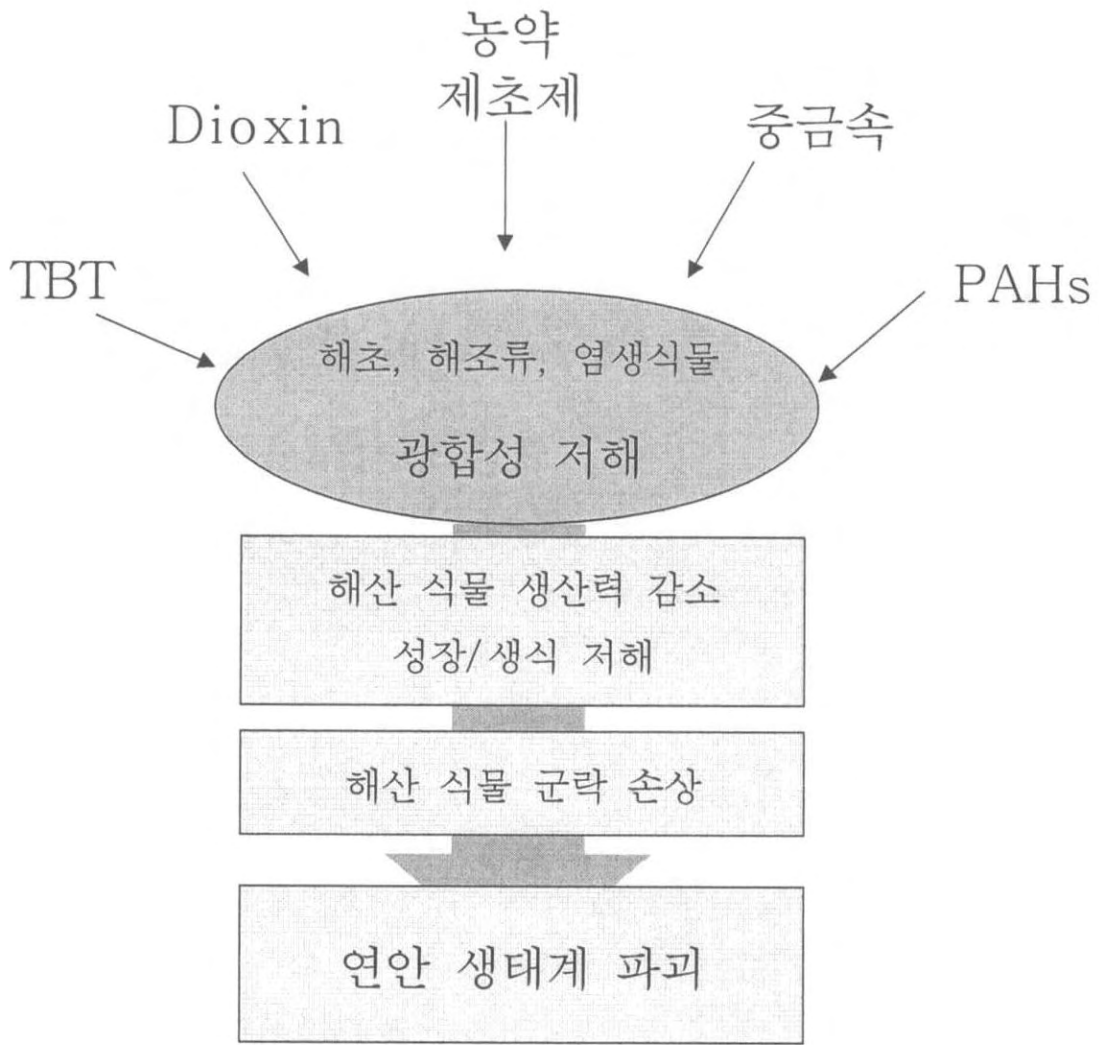 농약
제초제
Dioxin
중금속
TBT
PAHs
해초, 해조류, 염생식물
광합성 저해
해산 식물 생산력 감소
성장/생식 저해
해산 식물 군락 손상
연안 생태계 파괴